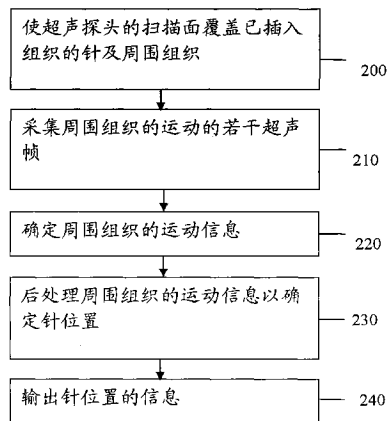 使超声探头的扫描面覆盖已插入
组织的针及周围组织
200
采集周围组织的运动的若干超声
帧
210
确定周围组织的运动信息
220
后处理周围组织的运动信息以确
定针位置
230
输出针位置的信息
240